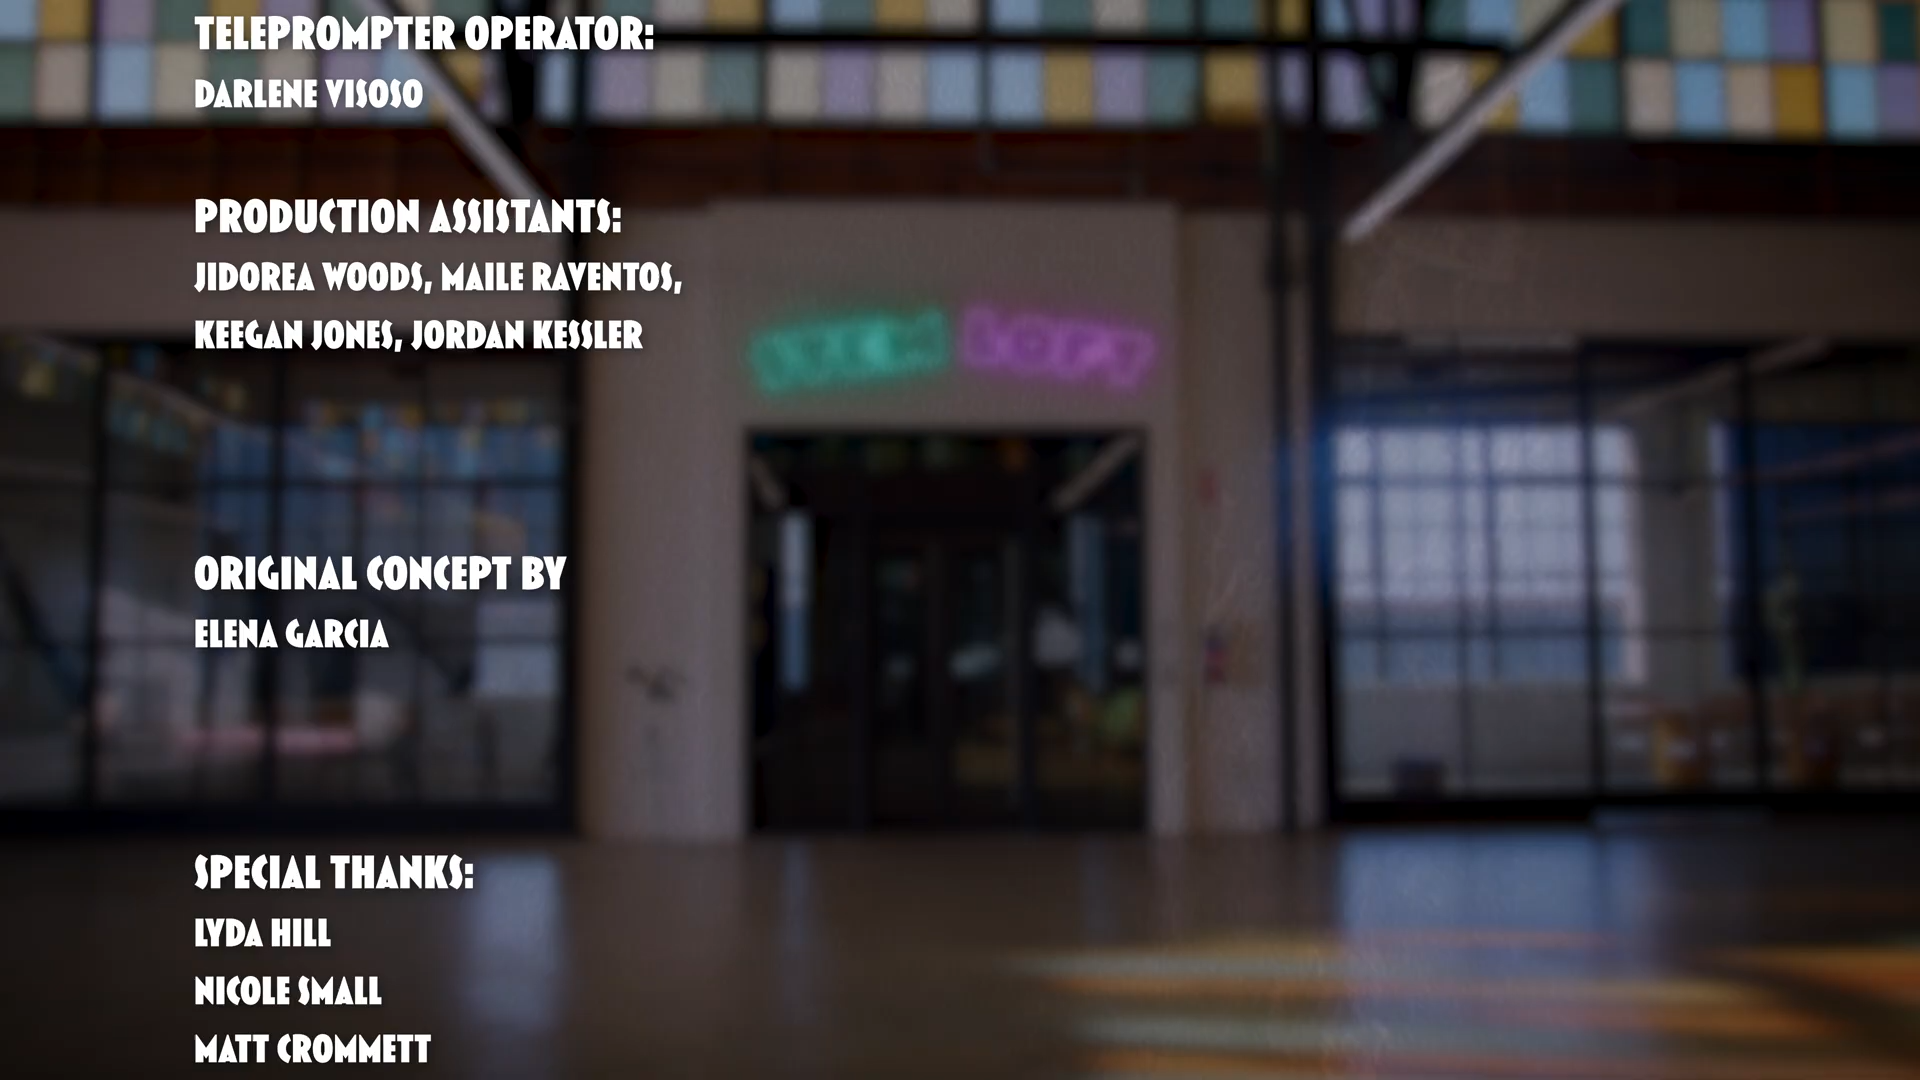 TELEPROMPTER OPERATOR:
DARLENE VISOSO
PRODUCTION ASSISTANTS:
JIDOREA WOODS, MAILE RAVENTOS,
KEEGAN JONES, JORDAN KESSLER
ORIGINAL CONCEPT BY
ELENA GARCIA
SPECIAL THANKS:
LYDA HILL
NICOLE SMALL
MATT CROMMETT